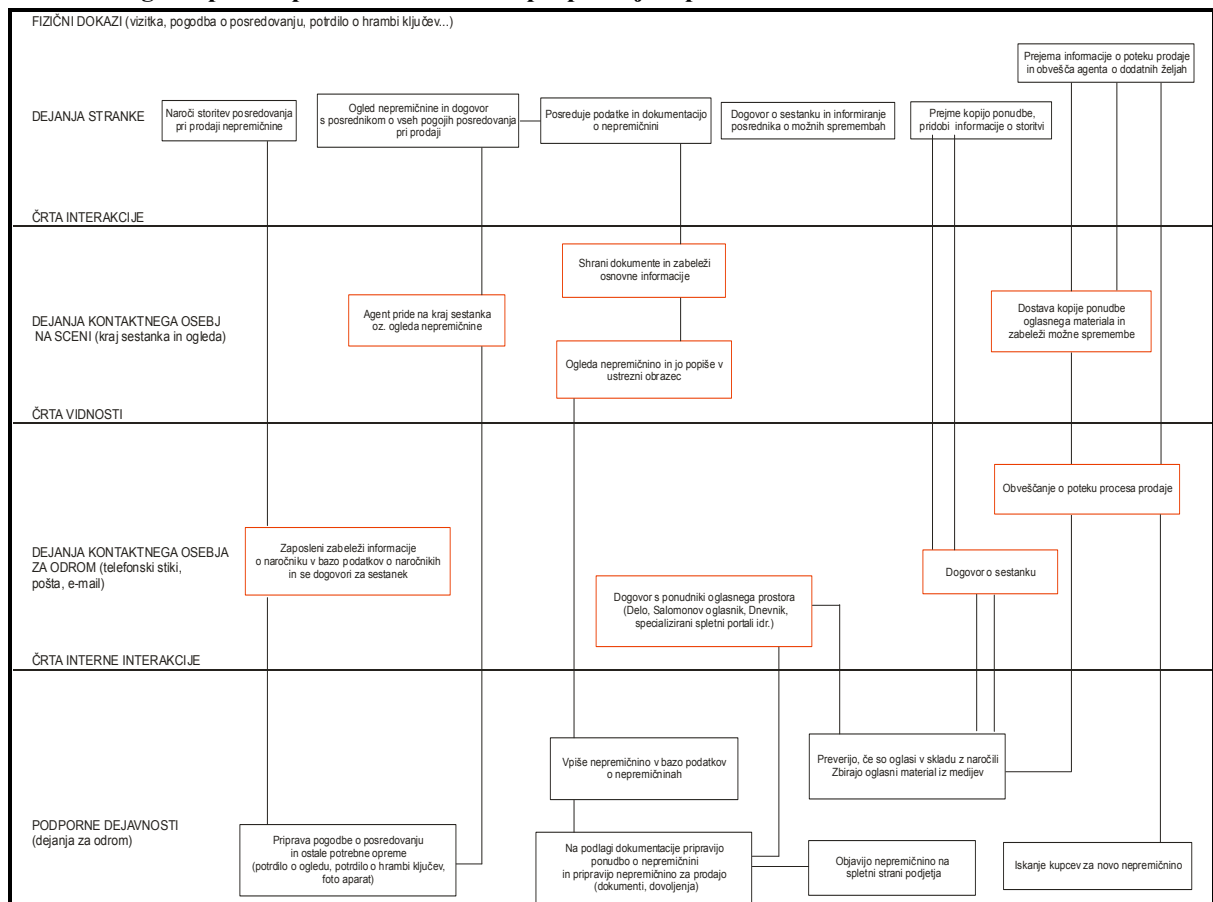 FIZIČNI DOKAZI (vizitka, pogodba o posredovanju, potrdilo o hrambi ključev...)
Prejema informacije o poteku prodaje
in obvešča agenta o dodatnih željah
DEJANJA STRANKE
Naroči storitev posredovanja
pri prodaji nepremičnine
Ogled nepremičnine in dogovor
s posrednikom o vseh pogojih posredovanja
pri prodaji
Posreduje podatke in dokumentacijo
o nepremičnini
Dogovor o sestanku in informiranje
posrednika o možnih spremembah
Prejme kopijo ponudbe,
pridobi informacije o storitvi
ČRTA INTERAKCIJE
Shrani dokumente in zabeleži
osnovne informacije
DEJANJA KONTAKTNEGA OSEBJ
NA SCENI (kraj sestanka in ogleda)
Agent pride na kraj sestanka
oz. ogleda nepremičnine
Dostava kopije ponudbe
oglasnega materiala in
zabeleži možne spremembe
Ogleda nepremičnino in jo popiše v
ustrezni obrazec
ČRTA VIDNOSTI
Obveščanje o poteku procesa prodaje
DEJANJA KONTAKTNEGA OSEBJA
ZA ODROM (telefonski stiki,
pošta, e-mail)
Zaposleni zabeleži informacije
o naročniku v bazo podatkov o naročnikih
in se dogovori za sestanek
Dogovor s ponudniki oglasnega prostora
(Delo, Salomonov oglasnik, Dnevnik,
specializirani spletni portali idr.)
Dogovor o sestanku
ČRTA INTERNE INTERAKCIJE
Vpiše nepremičnino v bazo podatkov
o nepremičninah
Preverijo, če so oglasi v skladu z naročili
Zbirajo oglasni material iz medijev
PODPORNE DEJAVNOSTI
(dejanja za odrom)
Priprava pogodbe o posredovanju
in ostale potrebne opreme
(potrdilo o ogledu, potrdilo o hrambi ključev,
foto aparat)
Na podlagi dokumentacije pripravijo
ponudbo o nepremičnini
in pripravijo nepremičnino za prodajo
(dokumenti, dovoljenja)
Objavijo nepremičnino na
spletni strani podjetja
Iskanje kupcev za novo nepremičnino